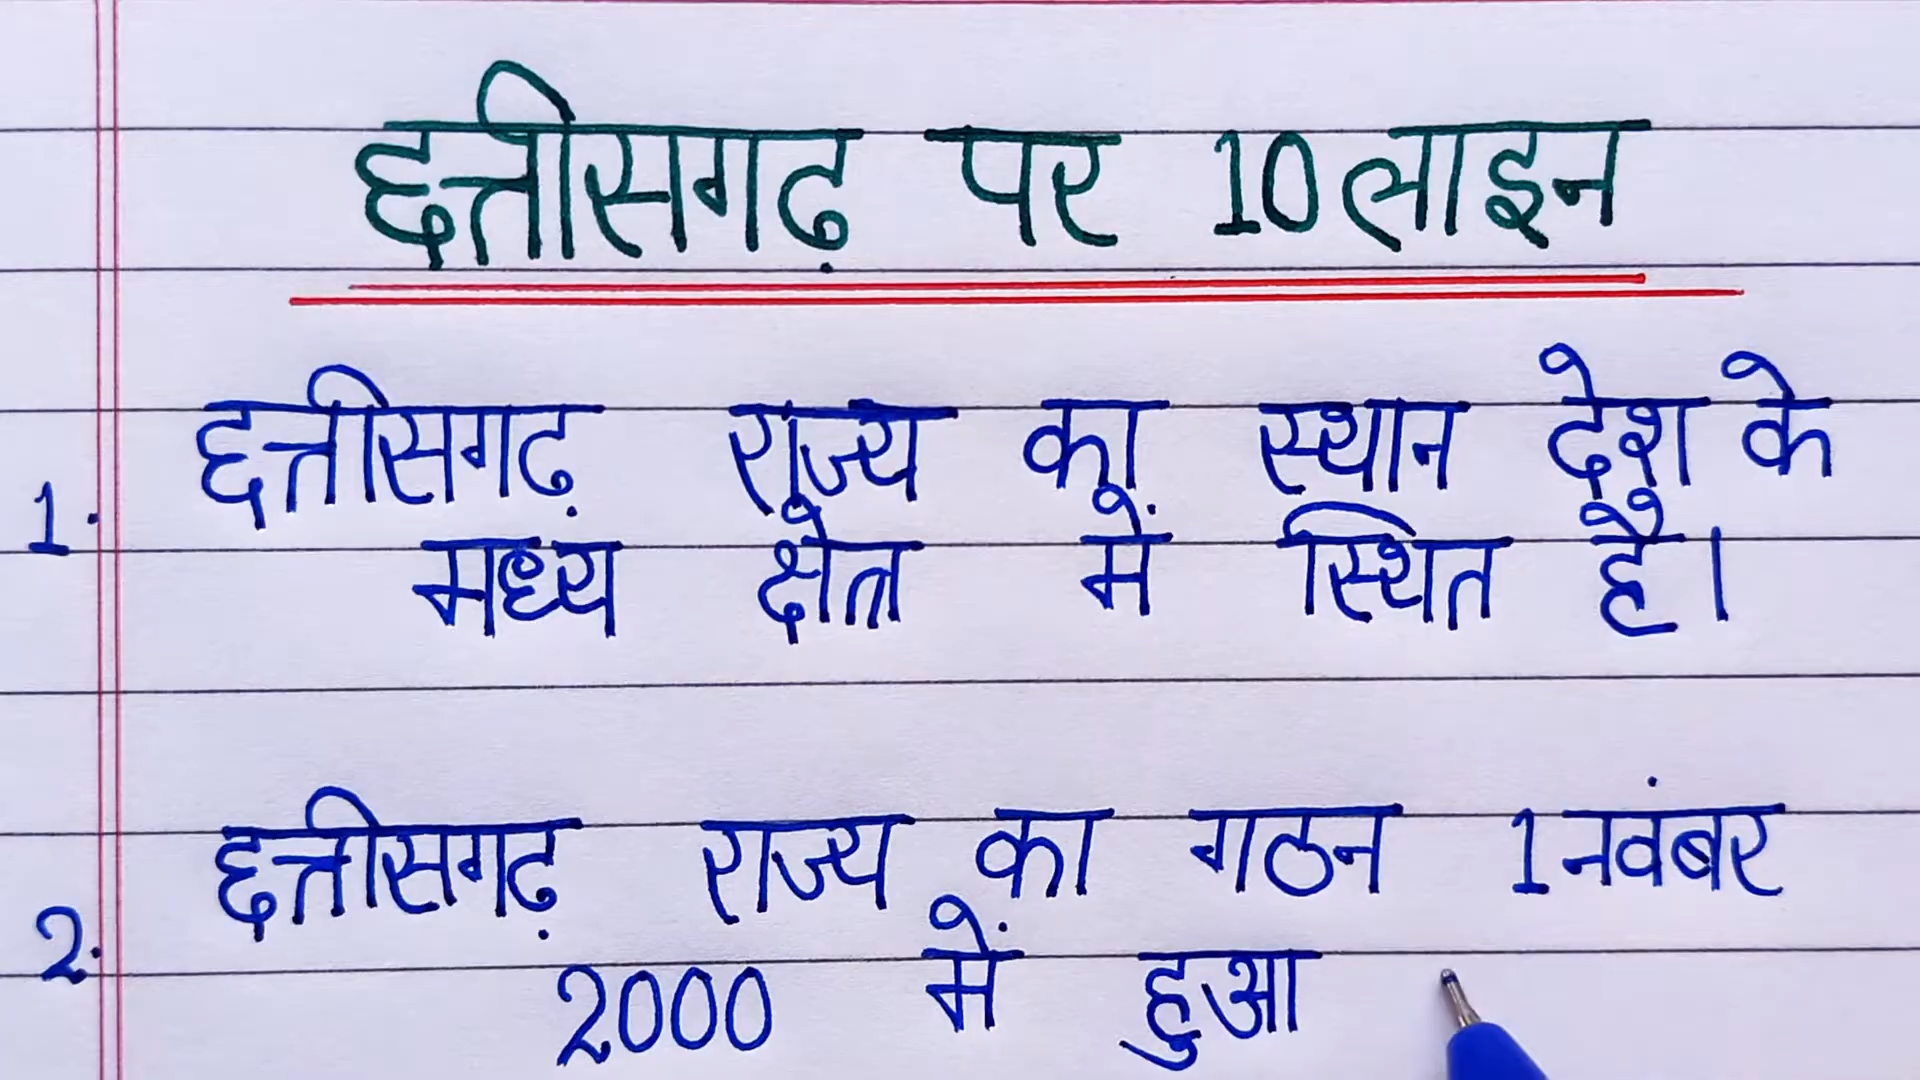 छत्तीसगढ़ पर 10 लाइन
1. छत्तीसगढ़ राज्य का स्थान देश के
मध्य क्षेत्र में स्थित है।
2. छत्तीसगढ़ राज्य का गठन 1 नवंबर
2000 में हुआ